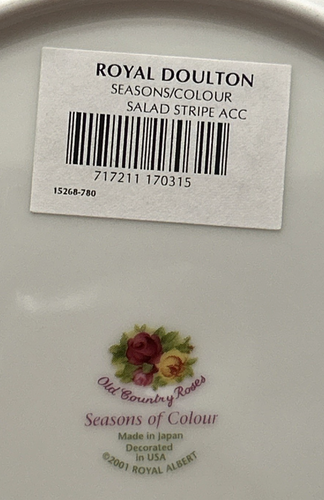 ROYAL DOULTON
SEASONS/COLOUR
SALAD STRIPE ACC
717211 170315
15268-780
Old Country Roses
Seasons of Colour
Made in Japan
Decorated
in USA
©2001 ROYAL ALBERT